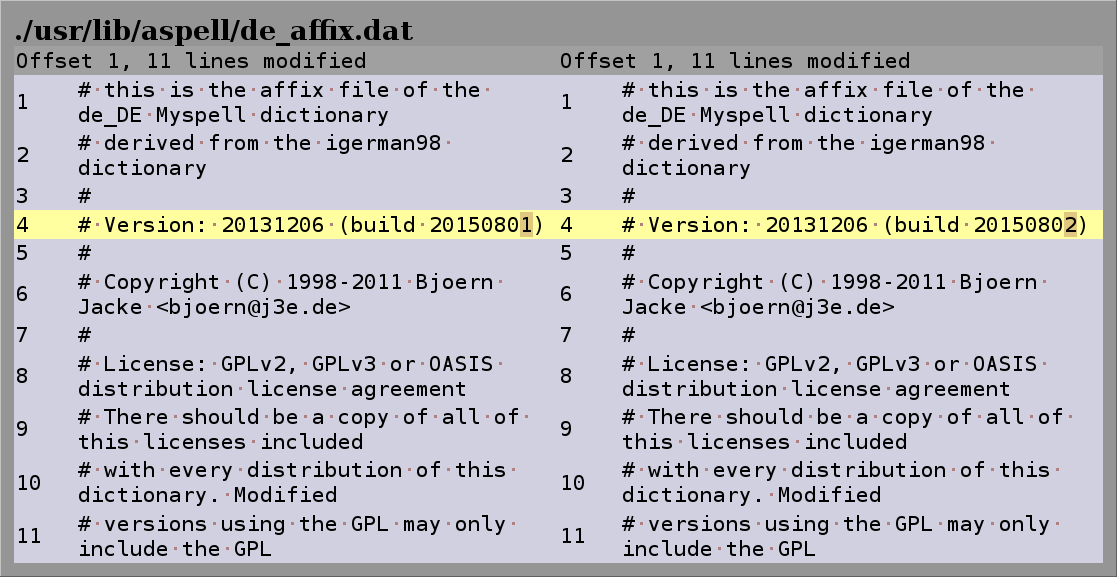 ./usr/lib/aspell/de_affix.dat
Offset 1, 11 lines modified
Offset 1, 11 lines modified
1 #·this·is·the·affix·file·of·the·
de_DE·Myspell·dictionary
2 #·derived·from·the·igerman98·
dictionary
3 #
4 #·Version:·20131206·(build·20150801)
5 #
6 #·Copyright·(C)·1998-2011·Bjoern·
Jacke·<bjoern@j3e.de>
7 #
8 #·License:·GPLv2,·GPLv3·or·OASIS·
distribution·license·agreement
9 #·There·should·be·a·copy·of·all·of·
this·licenses·included
10 #·with·every·distribution·of·this·
dictionary.·Modified
11 #·versions·using·the·GPL·may·only·
include·the·GPL
1 #·this·is·the·affix·file·of·the·
de_DE·Myspell·dictionary
2 #·derived·from·the·igerman98·
dictionary
3 #
4 #·Version:·20131206·(build·20150802)
5 #
6 #·Copyright·(C)·1998-2011·Bjoern·
Jacke·<bjoern@j3e.de>
7 #
8 #·License:·GPLv2,·GPLv3·or·OASIS·
distribution·license·agreement
9 #·There·should·be·a·copy·of·all·of·
this·licenses·included
10 #·with·every·distribution·of·this·
dictionary.·Modified
11 #·versions·using·the·GPL·may·only·
include·the·GPL